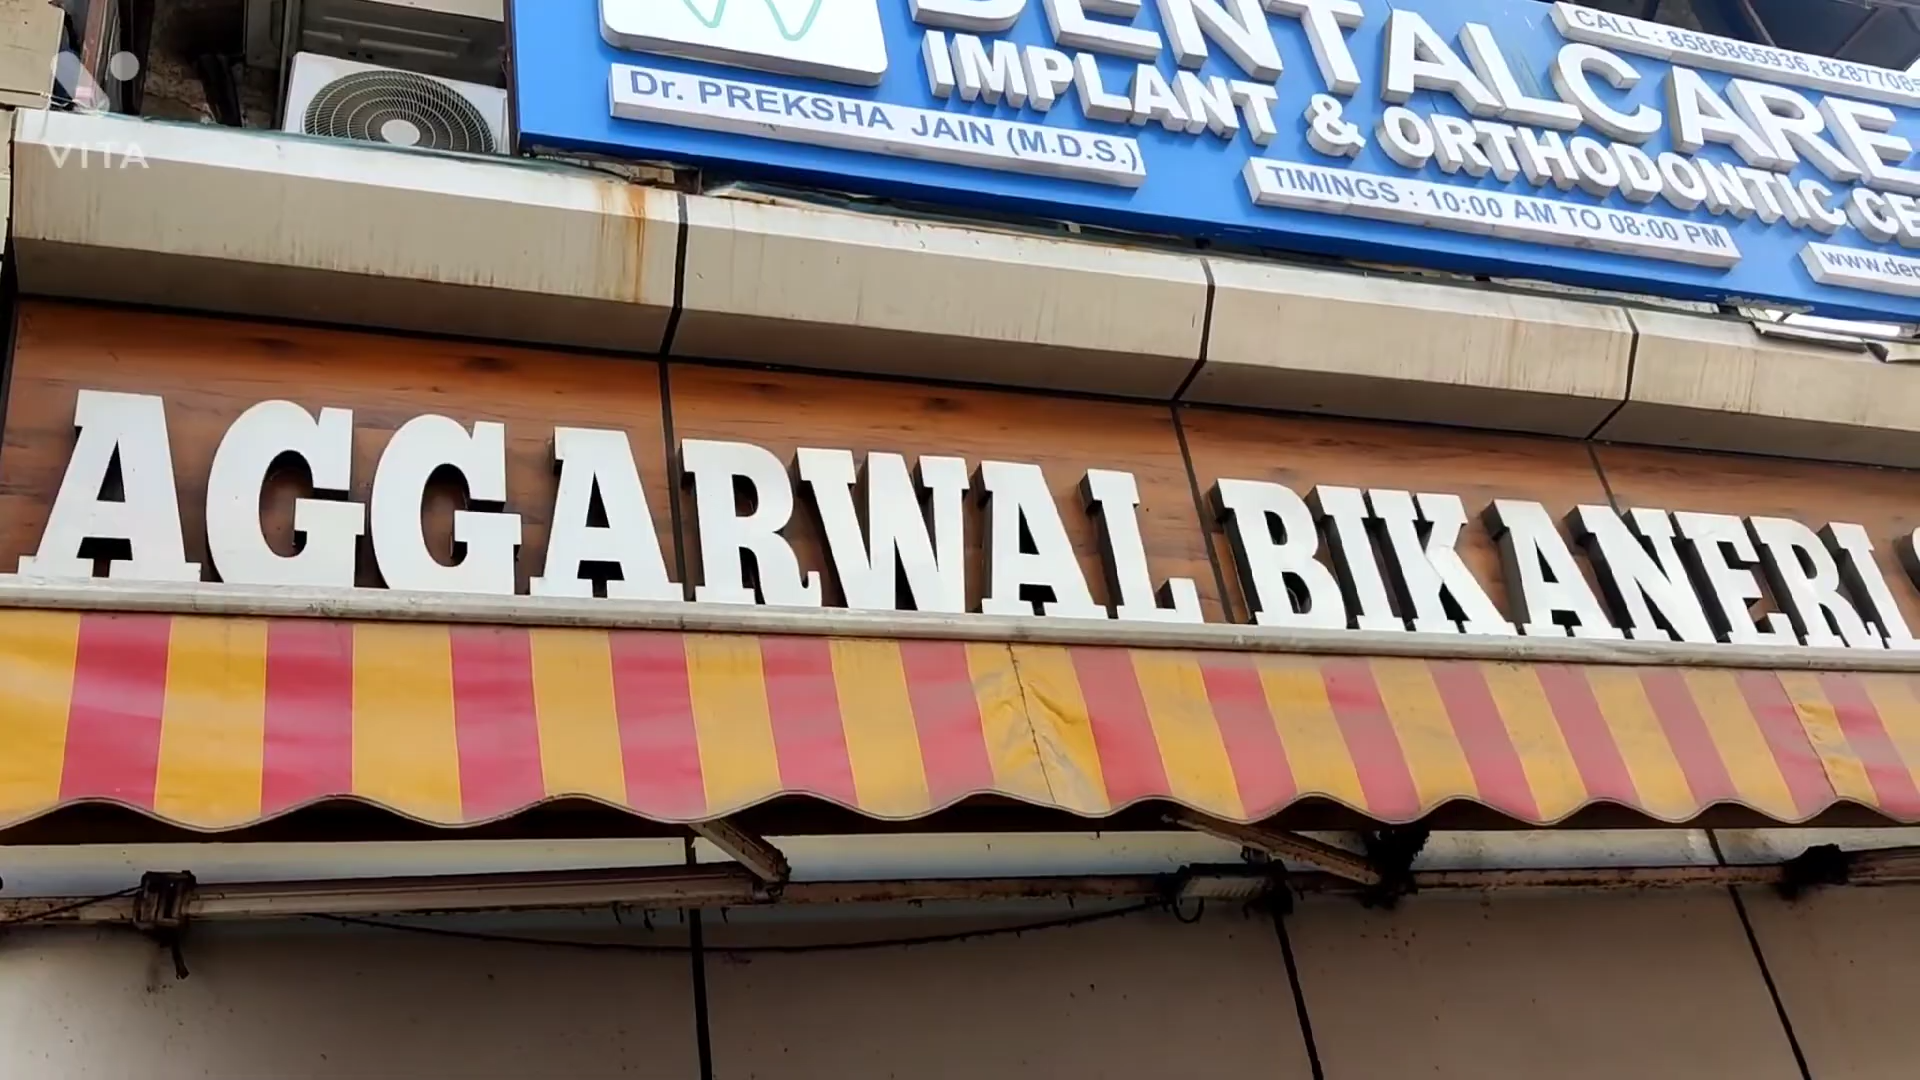 DENTALCARE
CALL : 8586865936, 82877085
IMPLANT & ORTHODONTIC
Dr. PREKSHA JAIN (M.D.S.)
TIMINGS : 10:00 AM TO 08:00 PM
VITA
AGGARWAL BIKANERI